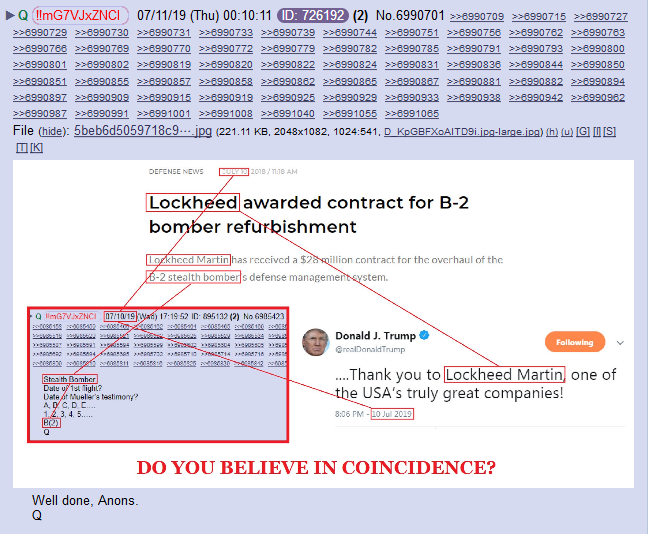 Q !!mG7VJxZNCI 07/11/19 (Thu) 00:10:11 ID: 726192 (2) No.6990701 >>6990709 >>6990715 >>6990727
>>6990729 >>6990730 >>6990731 >>6990733 >>6990739 >>6990744 >>6990751 >>6990756 >>6990762 >>6990763
>>6990766 >>6990769 >>6990770 >>6990772 >>6990779 >>6990782 >>6990785 >>6990791 >>6990793 >>6990800
>>6990801 >>6990802 >>6990819 >>6990820 >>6990822 >>6990824 >>6990831 >>6990836 >>6990844 >>6990850
>>6990851 >>6990855 >>6990857 >>6990858 >>6990862 >>6990865 >>6990867 >>6990881 >>6990882 >>6990894
>>6990897 >>6990900 >>6990915 >>6990919 >>6990925 >>6990929 >>6990933 >>6990938 >>6990942 >>6990962
>>6990987 >>6990991 >>6991001 >>6991008 >>6991040 >>6991055 >>6991065
File (hide): 5beb6d5059718c9⋯.jpg (221.11 KB, 2048x1082, 1024:541, D_KpGBFXoAITD9i.jpg-large.jpg) (h) (u) [G] [I] [S]
[T] [K]
DEFENSE NEWS JULY 10, 2018 / 11:18 AM
Lockheed awarded contract for B-2
bomber refurbishment
Lockheed Martin has received a $28 million contract for the overhaul of the
B-2 stealth bomber's defense management system.
Q !!mG7VJxZNCI 07/10/19 (Wed) 17:19:52 ID: 895132 (2) No.6985423
Stealth Bomber
Date of 1st flight?
Date of Mueller's testimony?
A, B, C, D, E.....
1, 2, 3, 4, 5.....
B(2)
Q
Donald J. Trump
@realDonaldTrump
Following
....Thank you to Lockheed Martin, one of
the USA's truly great companies!
8:06 PM - 10 Jul 2019
DO YOU BELIEVE IN COINCIDENCE?
Well done, Anons.
Q